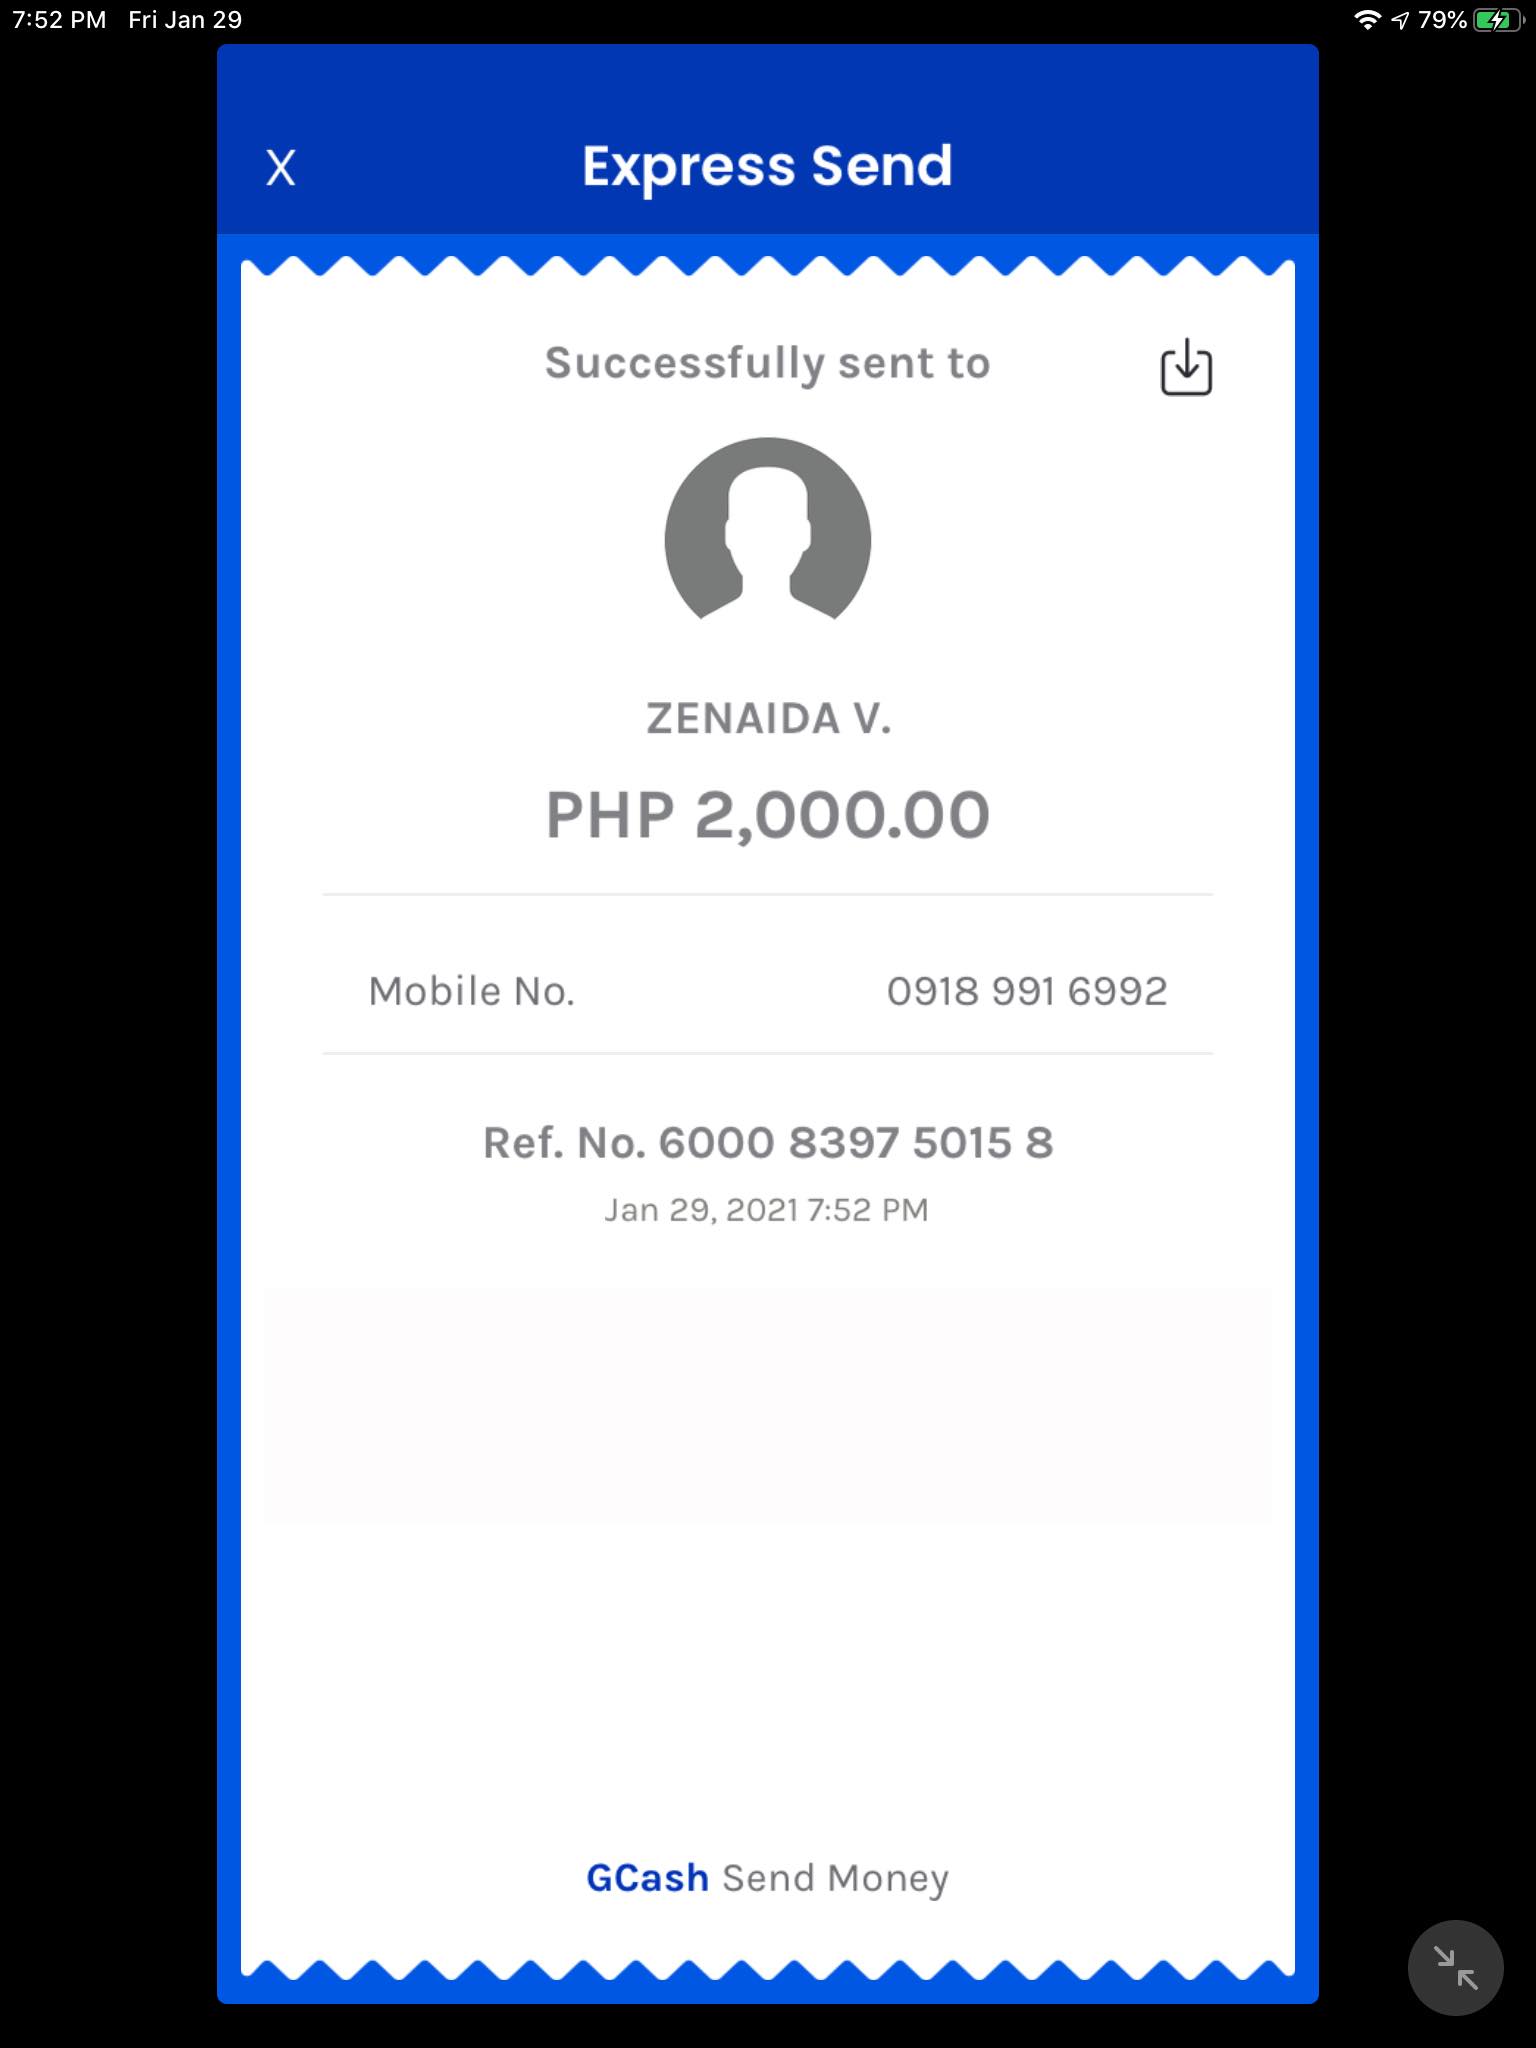 7:52 PM Fri Jan 29 79%
X Express Send
Successfully sent to
ZENAIDA V.
PHP 2,000.00
Mobile No. 0918 991 6992
Ref. No. 6000 8397 5015 8
Jan 29, 2021 7:52 PM
GCash Send Money